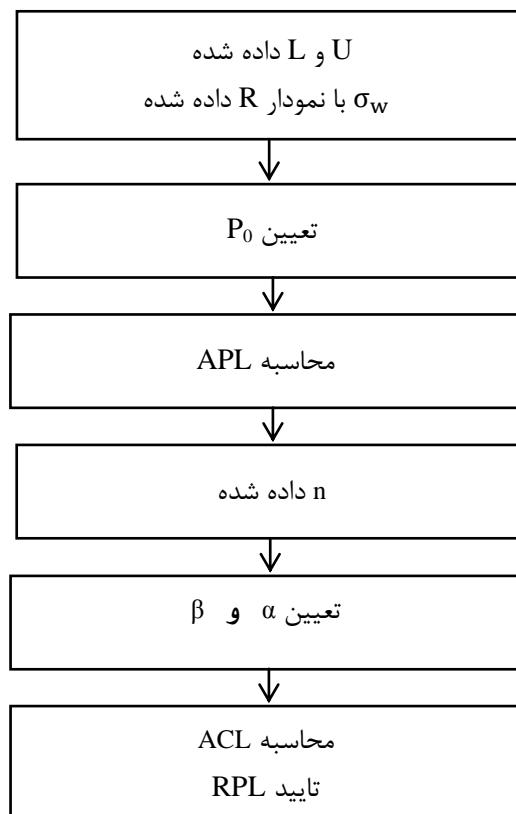 U و L داده شده
σw با نمودار R داده شده
تعیین P0
محاسبه APL
n داده شده
تعیین α و β
محاسبه ACL
تایید RPL